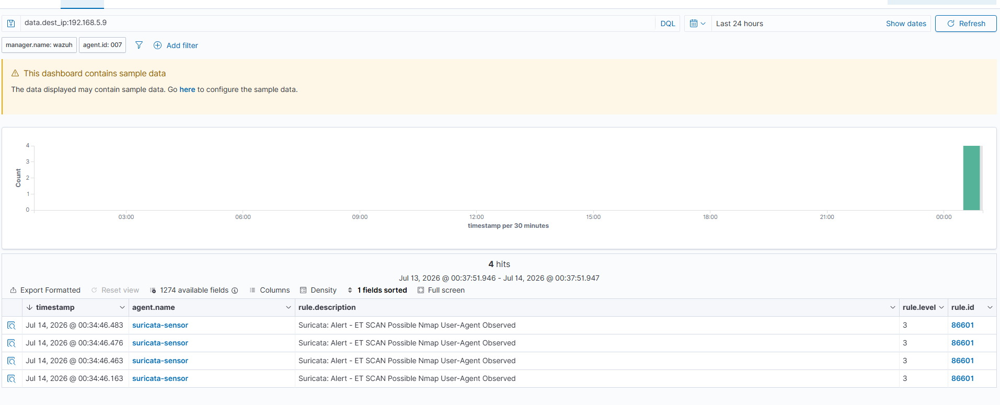 data.dest_ip:192.168.5.9 DQL Last 24 hours Show dates Refresh
manager.name: wazuh agent.id: 007 Add filter
This dashboard contains sample data
The data displayed may contain sample data. Go here to configure the sample data.
4
3
2
1
0
Count
03:00 06:00 09:00 12:00 15:00 18:00 21:00 00:00
timestamp per 30 minutes
4 hits
Jul 13, 2026 @ 00:37:51.946 - Jul 14, 2026 @ 00:37:51.947
Export Formatted Reset view 1274 available fields Columns Density 1 fields sorted Full screen
timestamp agent.name rule.description rule.level rule.id
Jul 14, 2026 @ 00:34:46.483 suricata-sensor Suricata: Alert - ET SCAN Possible Nmap User-Agent Observed 3 86601
Jul 14, 2026 @ 00:34:46.476 suricata-sensor Suricata: Alert - ET SCAN Possible Nmap User-Agent Observed 3 86601
Jul 14, 2026 @ 00:34:46.463 suricata-sensor Suricata: Alert - ET SCAN Possible Nmap User-Agent Observed 3 86601
Jul 14, 2026 @ 00:34:46.163 suricata-sensor Suricata: Alert - ET SCAN Possible Nmap User-Agent Observed 3 86601